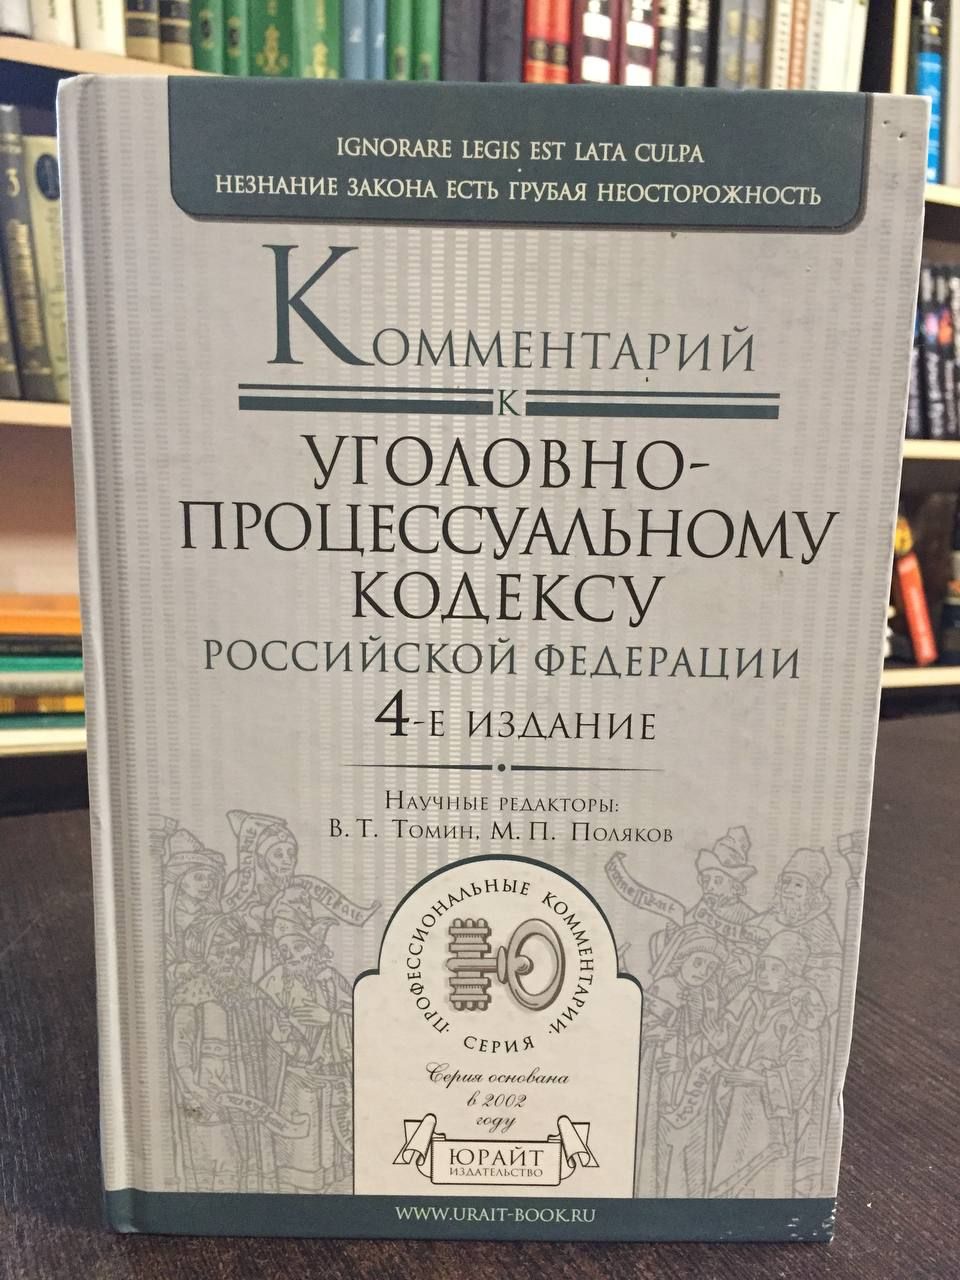 IGNORARE LEGIS EST LATA CULPA
НЕЗНАНИЕ ЗАКОНА ЕСТЬ ГРУБАЯ НЕОСТОРОЖНОСТЬ
КОММЕНТАРИЙ
К
УГОЛОВНО-
ПРОЦЕССУАЛЬНОМУ
КОДЕКСУ
РОССИЙСКОЙ ФЕДЕРАЦИИ
4-Е ИЗДАНИЕ
НАУЧНЫЕ РЕДАКТОРЫ:
В. Т. ТОМИН, М. П. ПОЛЯКОВ
ПРОФЕССИОНАЛЬНЫЕ КОММЕНТАРИИ
СЕРИЯ
Серия основана
в 2002
году
ЮРАЙТ
ИЗДАТЕЛЬСТВО
WWW.URAIT-BOOK.RU
3